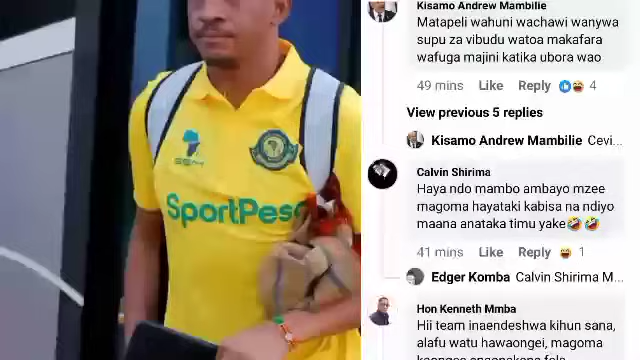 SportPes
Kisamo Andrew Mambilie
Matapeli wahuni wachawi wanywa
supu za vibudu watoa makafara
wafuga majini katika ubora wao
49 mins Like Reply 4
View previous 5 replies
Kisamo Andrew Mambilie Cevi...
Calvin Shirima
Haya ndo mambo ambayo mzee
magoma hayataki kabisa na ndiyo
maana anataka timu yake🤣🤣
41 mins Like Reply 1
Edger Komba Calvin Shirima M...
Hon Kenneth Mmba
Hii team inaendeshwa kihun sana,
alafu watu hawaongei, magoma